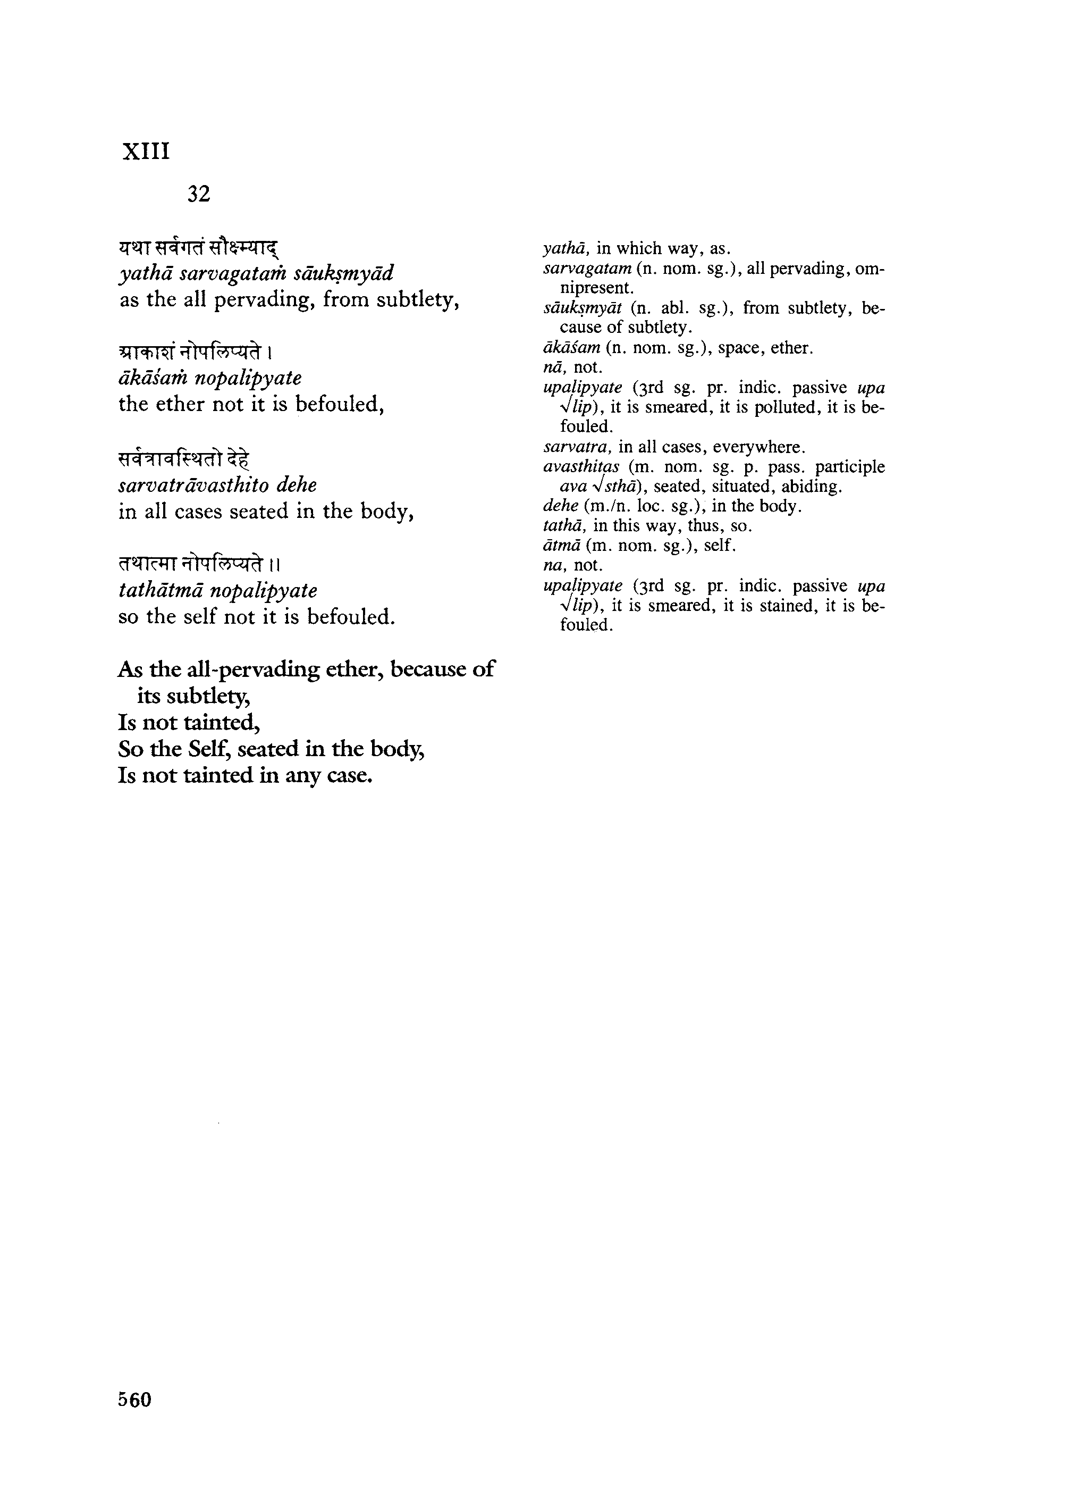 XIII
32
यथा सर्वगतं सौक्ष्म्याद्
yathā sarvagataṁ sāukṣmyād
as the all pervading, from subtlety,
आकाशं नोपलिप्यते ।
ākāśaṁ nopalipyate
the ether not it is befouled,
सर्वत्रावस्थितो देहे
sarvatrāvasthito dehe
in all cases seated in the body,
तथात्मा नोपलिप्यते ॥
tathātmā nopalipyate
so the self not it is befouled.
As the all-pervading ether, because of
its subtlety,
Is not tainted,
So the Self, seated in the body,
Is not tainted in any case.
yathā, in which way, as.
sarvagatam (n. nom. sg.), all pervading, om-
nipresent.
sāukṣmyāt (n. abl. sg.), from subtlety, be-
cause of subtlety.
ākāśam (n. nom. sg.), space, ether.
nā, not.
upalipyate (3rd sg. pr. indic. passive upa
√lip), it is smeared, it is polluted, it is be-
fouled.
sarvatra, in all cases, everywhere.
avasthitas (m. nom. sg. p. pass. participle
ava √sthā), seated, situated, abiding.
dehe (m./n. loc. sg.), in the body.
tathā, in this way, thus, so.
ātmā (m. nom. sg.), self.
na, not.
upalipyate (3rd sg. pr. indic. passive upa
√lip), it is smeared, it is stained, it is be-
fouled.
560